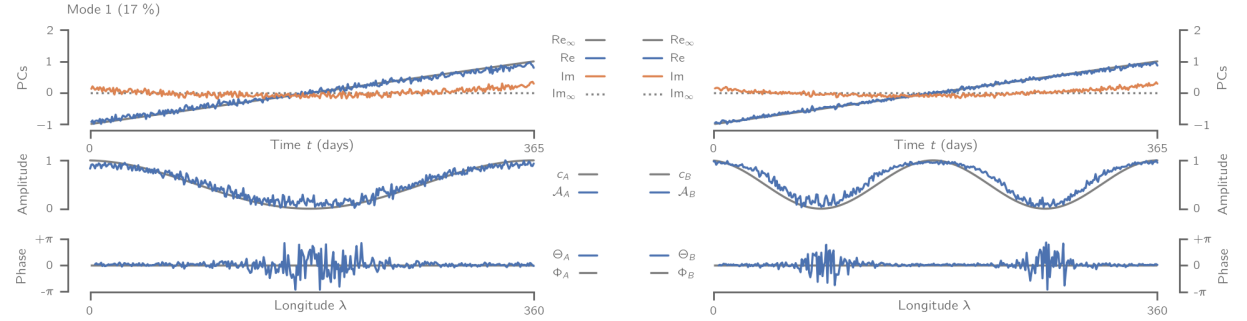 Mode 1 (17 %)
2
1
0
−1
PCs
Re∞
Re
Im
Im∞
Re∞
Re
Im
Im∞
2
1
0
−1
PCs
0 Time t (days) 365
0 Time t (days) 365
1
0
Amplitude
c_A
𝒜_A
c_B
𝒜_B
1
0
Amplitude
+π
0
-π
Phase
Θ_A
Φ_A
Θ_B
Φ_B
+π
0
-π
Phase
0 Longitude λ 360
0 Longitude λ 360